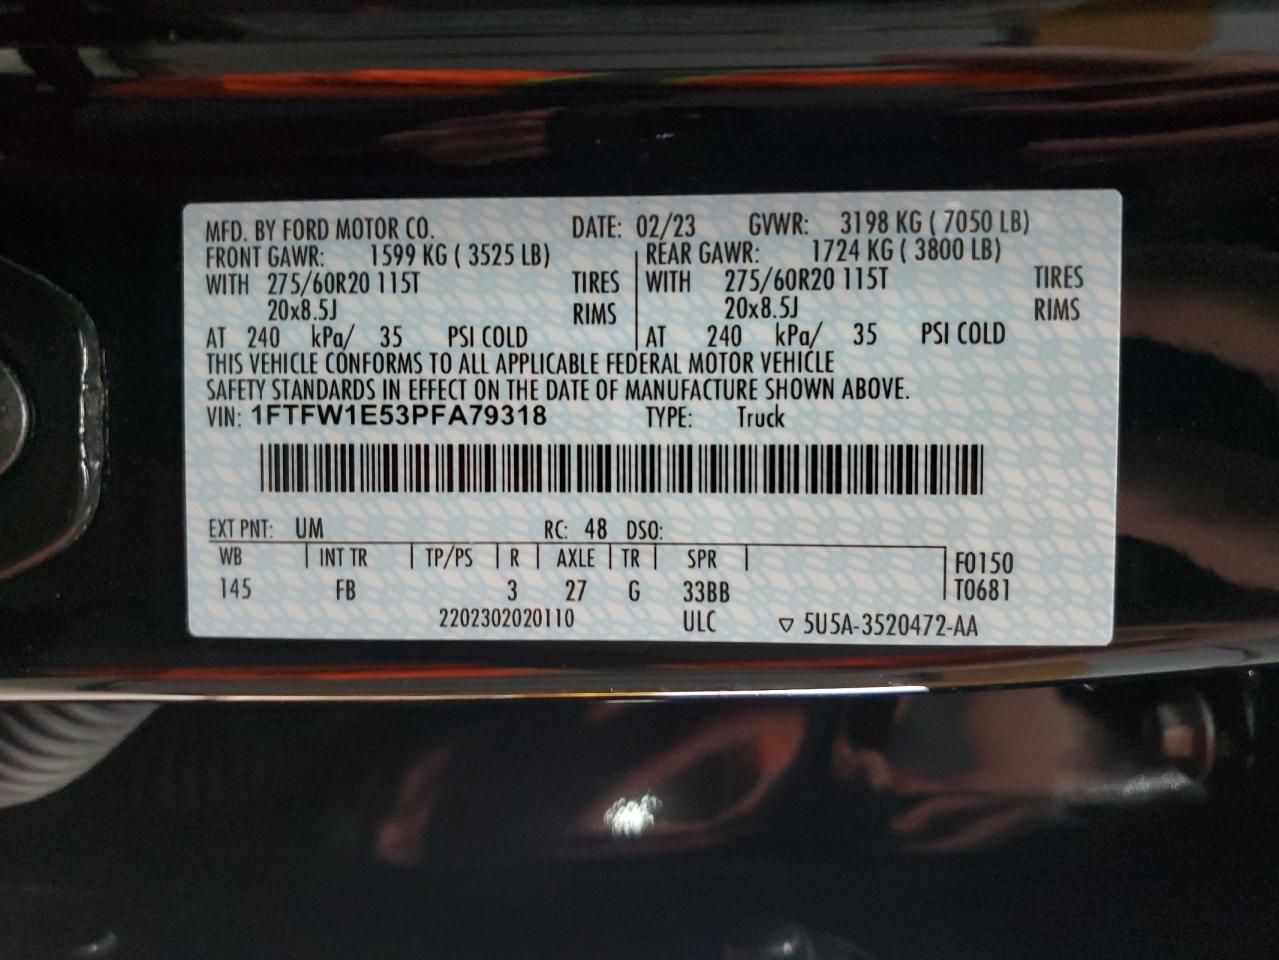 MFD. BY FORD MOTOR CO. DATE: 02/23 GVWR: 3198 KG ( 7050 LB)
FRONT GAWR: 1599 KG ( 3525 LB) REAR GAWR: 1724 KG ( 3800 LB)
WITH 275/60R20 115T TIRES WITH 275/60R20 115T TIRES
20x8.5J RIMS 20x8.5J RIMS
AT 240 kPa/ 35 PSI COLD AT 240 kPa/ 35 PSI COLD
THIS VEHICLE CONFORMS TO ALL APPLICABLE FEDERAL MOTOR VEHICLE
SAFETY STANDARDS IN EFFECT ON THE DATE OF MANUFACTURE SHOWN ABOVE.
VIN: 1FTFW1E53PFA79318 TYPE: Truck
EXT PNT: UM RC: 48 DSO:
WB INT TR TP/PS R AXLE TR SPR F0150
145 FB 3 27 G 33BB T0681
2202302020110 ULC ▽ 5U5A-3520472-AA